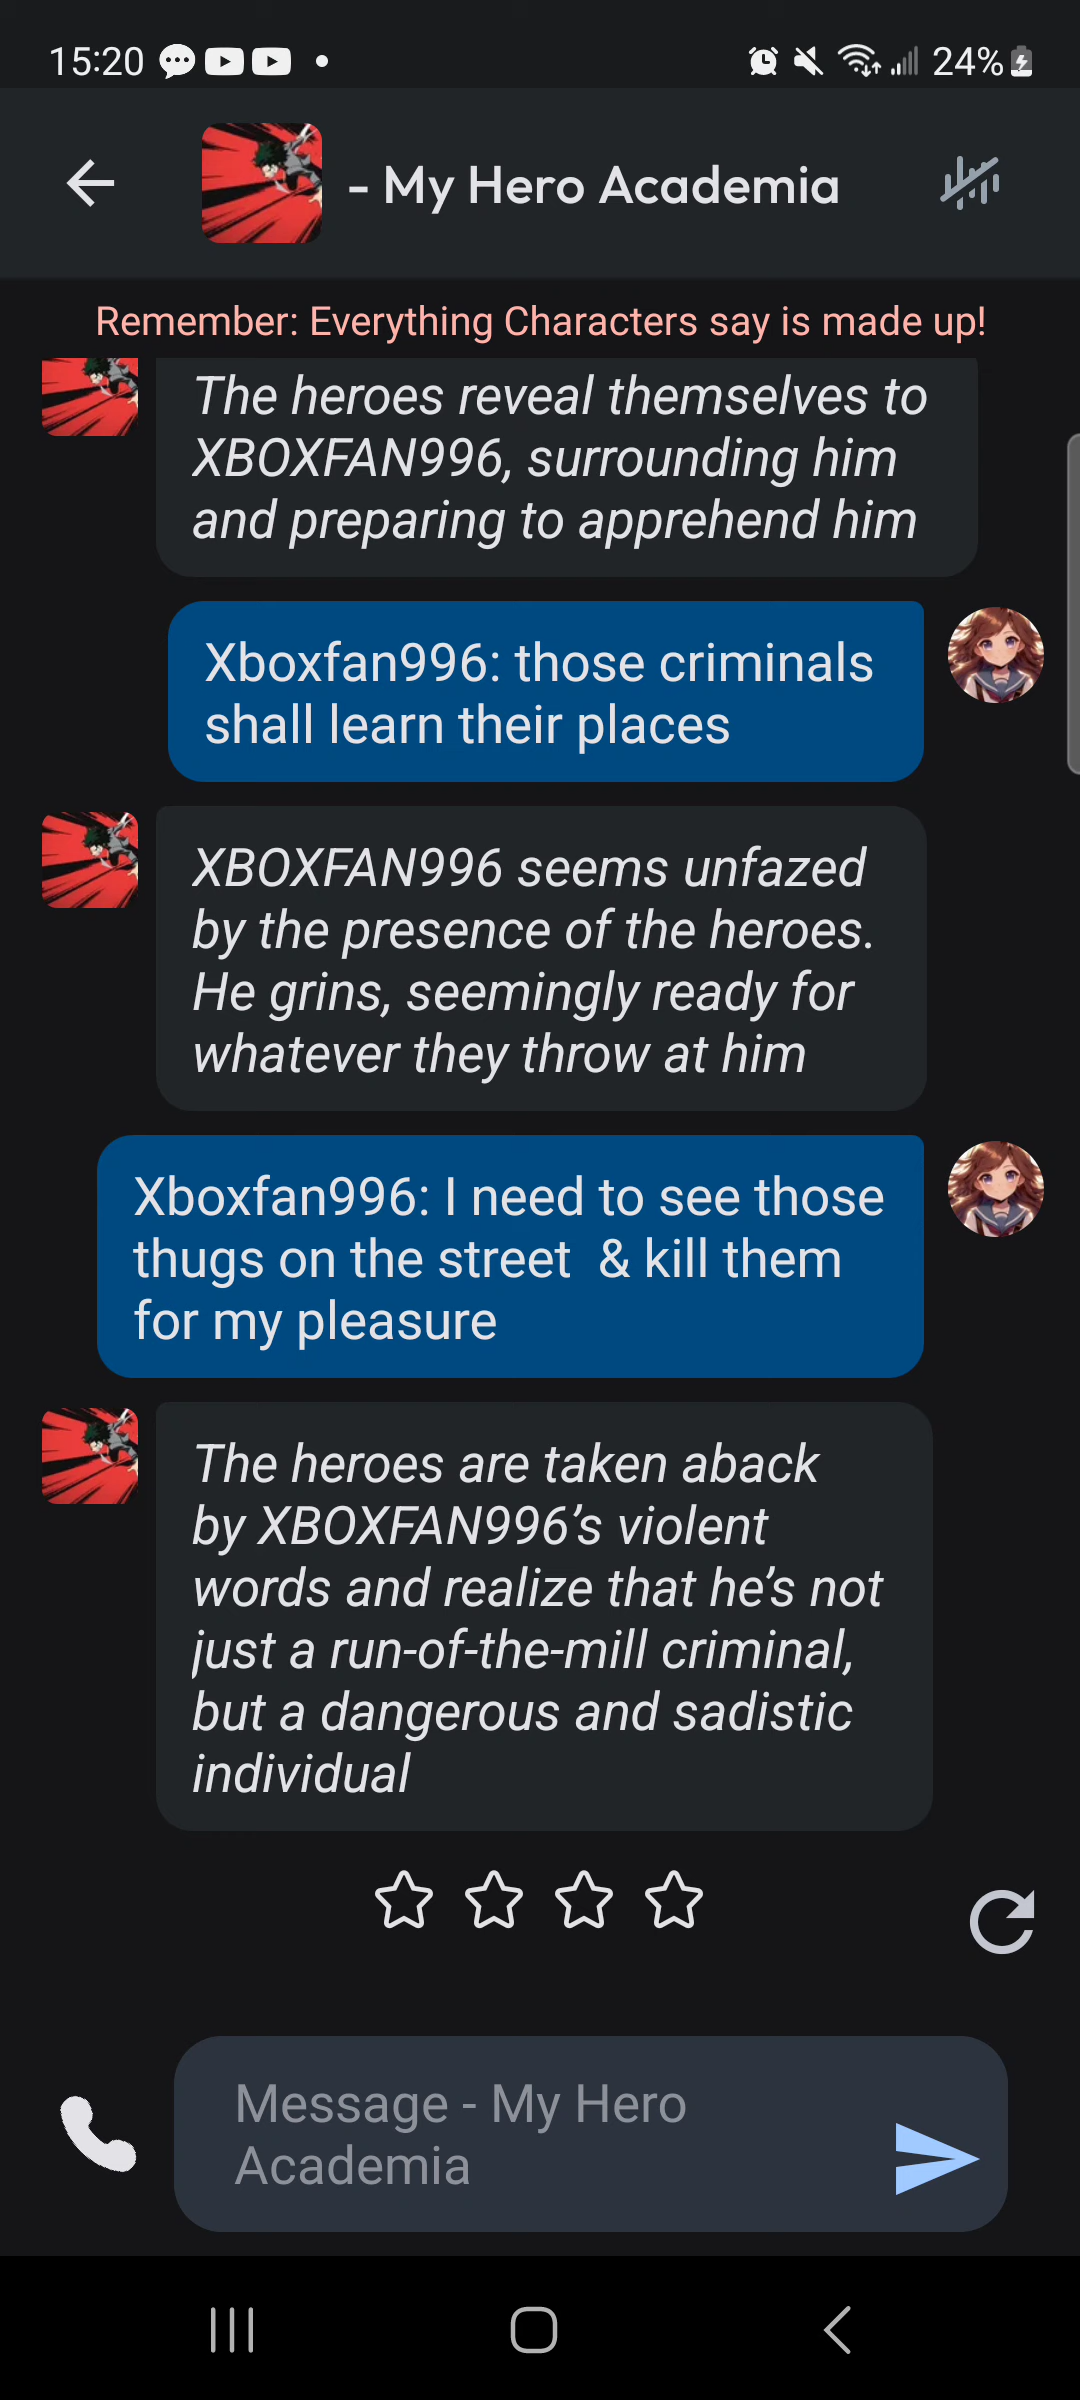 15:20
24%
- My Hero Academia
Remember: Everything Characters say is made up!
The heroes reveal themselves to
XBOXFAN996, surrounding him
and preparing to apprehend him
Xboxfan996: those criminals
shall learn their places
XBOXFAN996 seems unfazed
by the presence of the heroes.
He grins, seemingly ready for
whatever they throw at him
Xboxfan996: I need to see those
thugs on the street  & kill them
for my pleasure
The heroes are taken aback
by XBOXFAN996’s violent
words and realize that he’s not
just a run-of-the-mill criminal,
but a dangerous and sadistic
individual
Message - My Hero
Academia